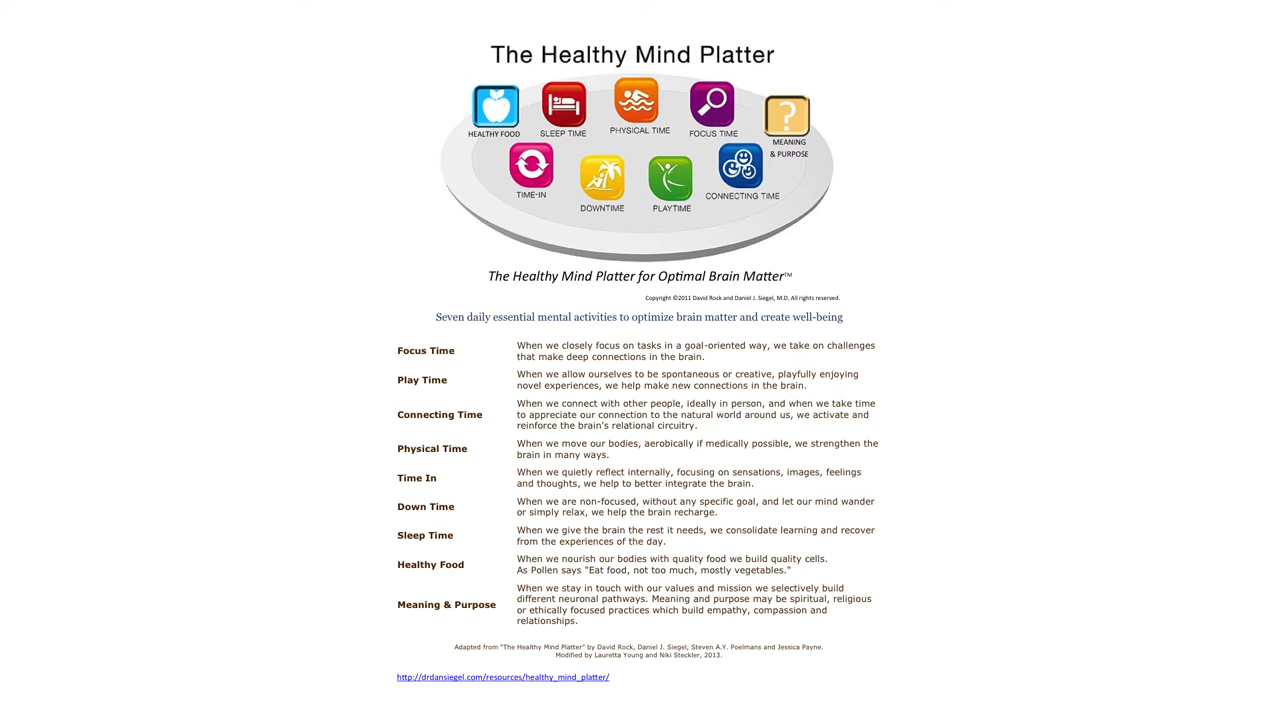 The Healthy Mind Platter
HEALTHY FOOD
SLEEP TIME
PHYSICAL TIME
FOCUS TIME
?
MEANING
& PURPOSE
TIME-IN
DOWNTIME
PLAYTIME
CONNECTING TIME
The Healthy Mind Platter for Optimal Brain Matter™
Copyright ©2011 David Rock and Daniel J. Siegel, M.D. All rights reserved.
Seven daily essential mental activities to optimize brain matter and create well-being
Focus Time
When we closely focus on tasks in a goal-oriented way, we take on challenges
that make deep connections in the brain.
Play Time
When we allow ourselves to be spontaneous or creative, playfully enjoying
novel experiences, we help make new connections in the brain.
Connecting Time
When we connect with other people, ideally in person, and when we take time
to appreciate our connection to the natural world around us, we activate and
reinforce the brain's relational circuitry.
Physical Time
When we move our bodies, aerobically if medically possible, we strengthen the
brain in many ways.
Time In
When we quietly reflect internally, focusing on sensations, images, feelings
and thoughts, we help to better integrate the brain.
Down Time
When we are non-focused, without any specific goal, and let our mind wander
or simply relax, we help the brain recharge.
Sleep Time
When we give the brain the rest it needs, we consolidate learning and recover
from the experiences of the day.
Healthy Food
When we nourish our bodies with quality food we build quality cells.
As Pollen says "Eat food, not too much, mostly vegetables."
Meaning & Purpose
When we stay in touch with our values and mission we selectively build
different neuronal pathways. Meaning and purpose may be spiritual, religious
or ethically focused practices which build empathy, compassion and
relationships.
Adapted from "The Healthy Mind Platter" by David Rock, Daniel J. Siegel, Steven A.Y. Poelmans and Jessica Payne.
Modified by Lauretta Young and Niki Steckler, 2013.
http://drdansiegel.com/resources/healthy_mind_platter/